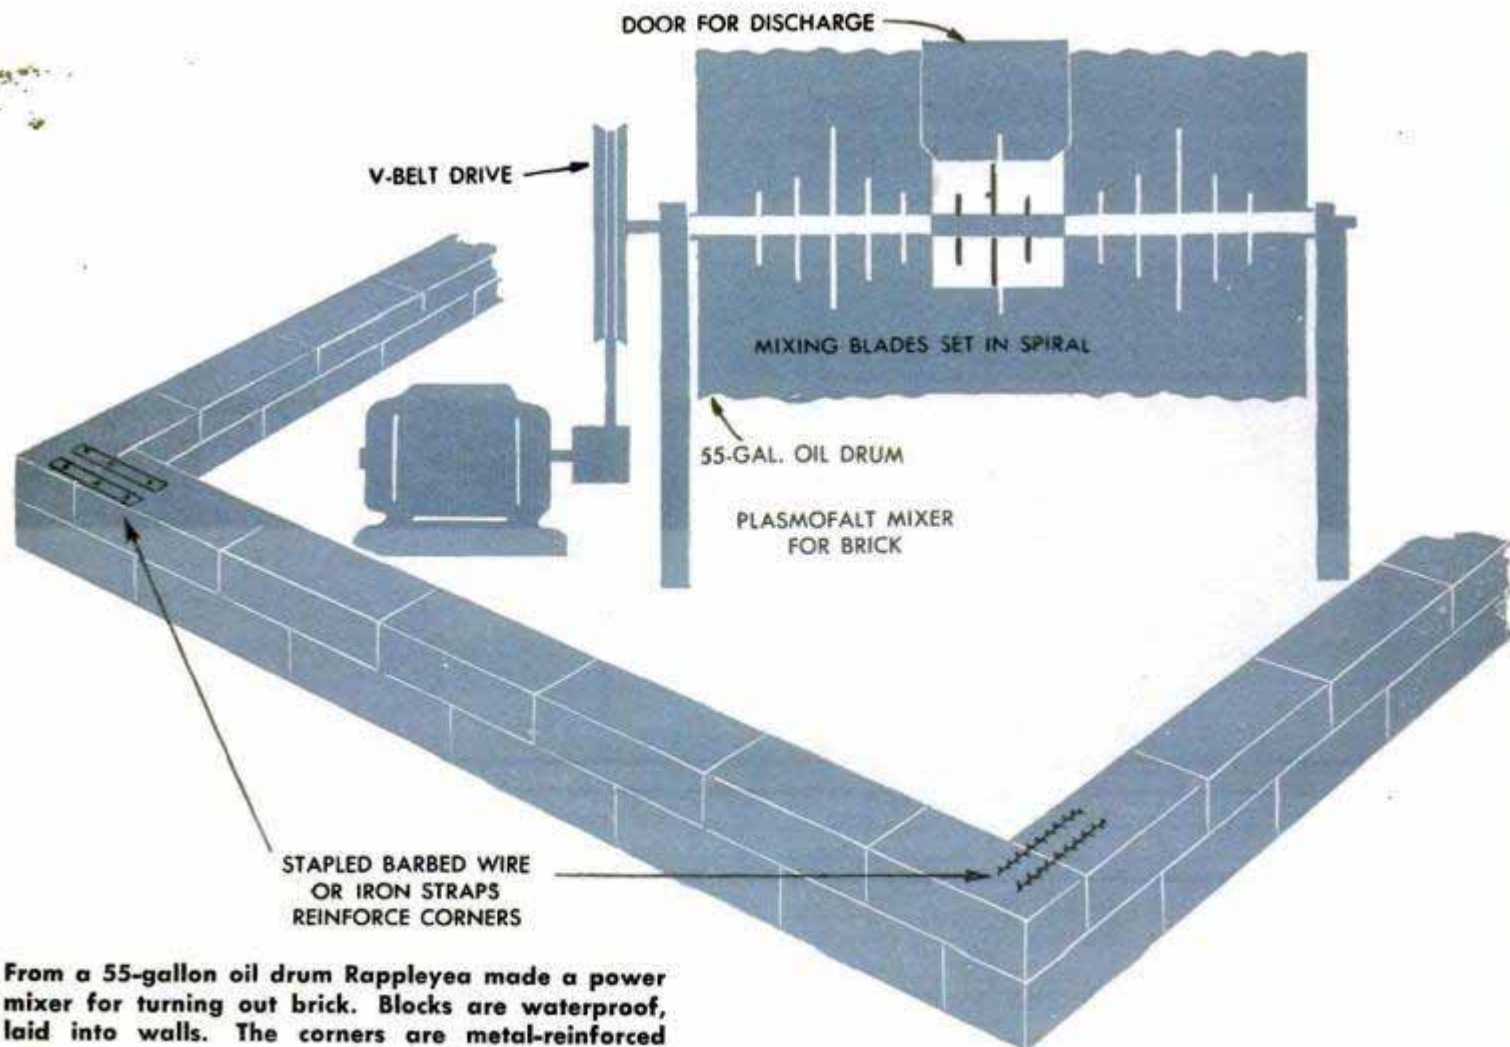 DOOR FOR DISCHARGE
V-BELT DRIVE
MIXING BLADES SET IN SPIRAL
55-GAL. OIL DRUM
PLASMOFALT MIXER
FOR BRICK
STAPLED BARBED WIRE
OR IRON STRAPS
REINFORCE CORNERS
From a 55-gallon oil drum Rappleyea made a power
mixer for turning out brick. Blocks are waterproof,
laid into walls. The corners are metal-reinforced